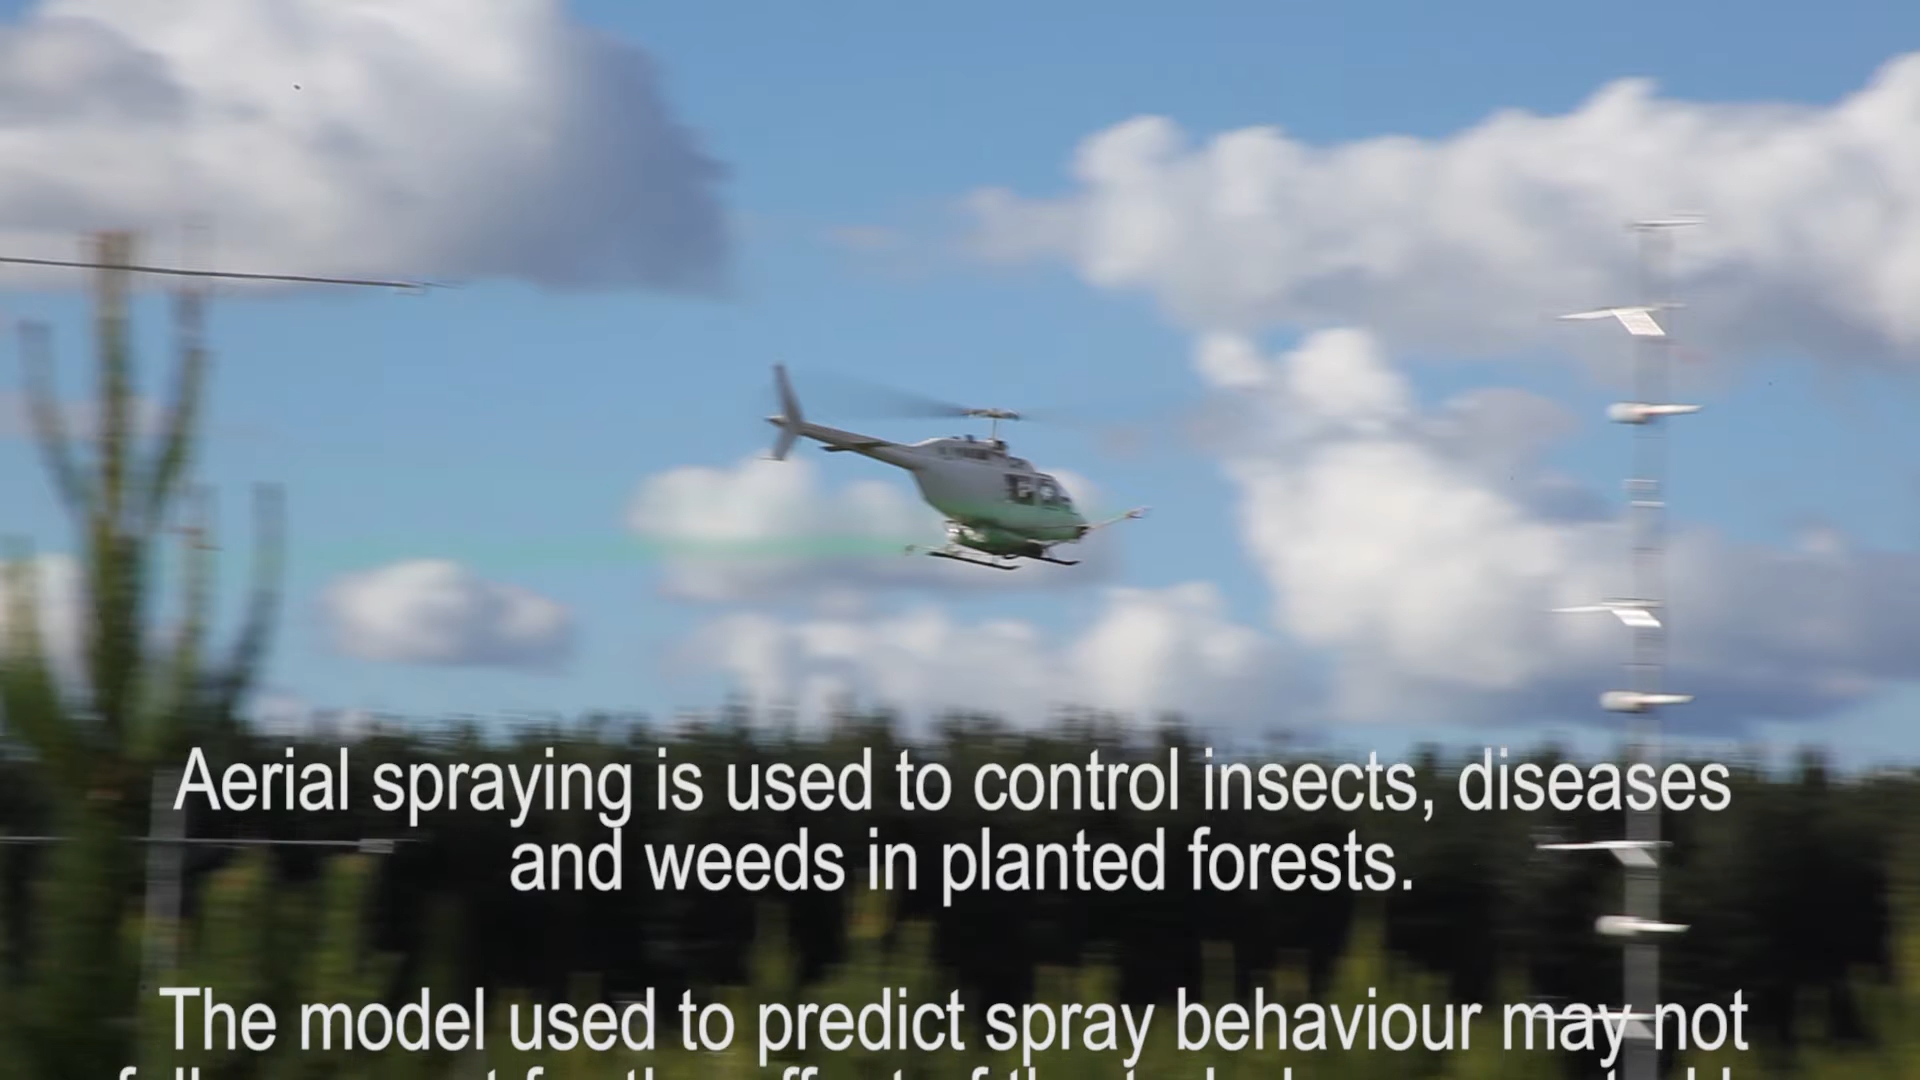 Aerial spraying is used to control insects, diseases
and weeds in planted forests.
The model used to predict spray behaviour may not